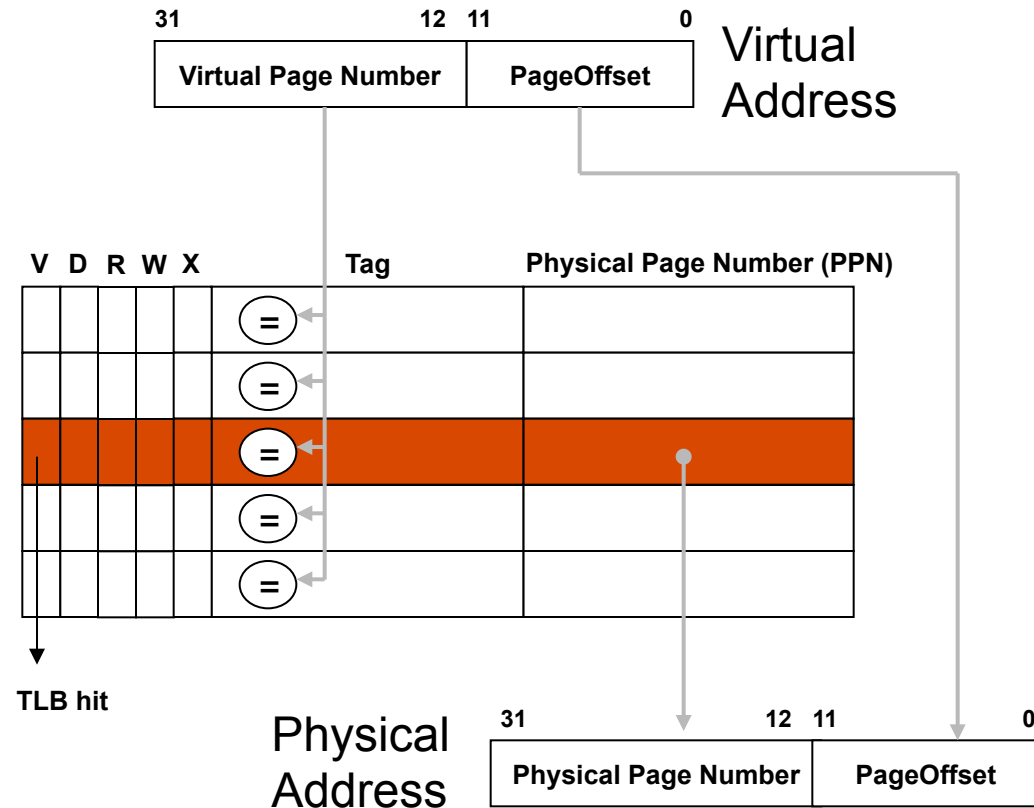 31 12 11 0
Virtual Page Number PageOffset
Virtual
Address
V D R W X Tag Physical Page Number (PPN)
=
=
=
=
=
TLB hit
Physical
Address
31 12 11 0
Physical Page Number PageOffset